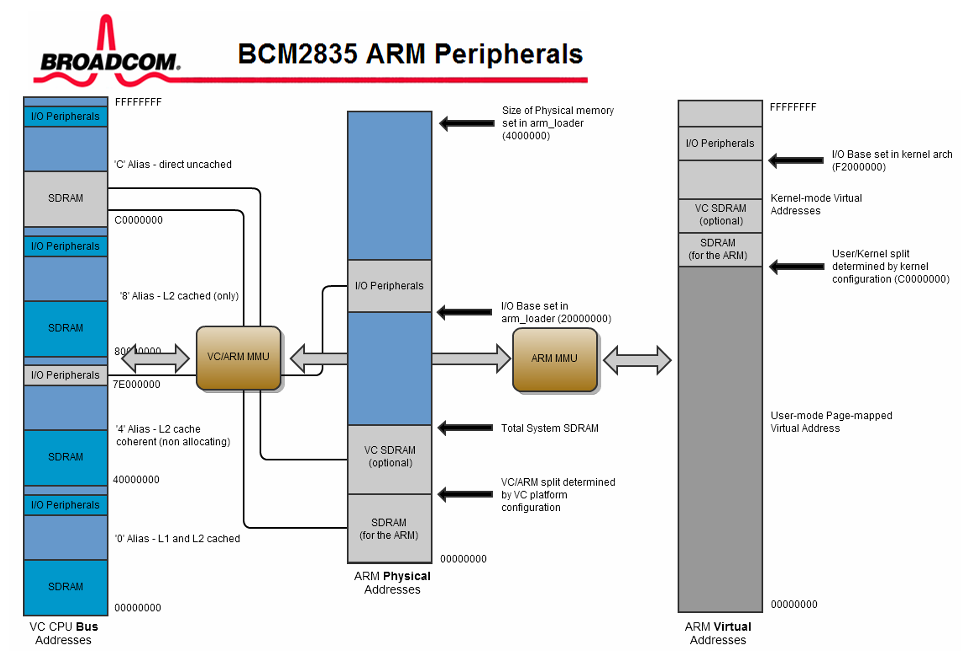 BROADCOM.
BCM2835 ARM Peripherals
FFFFFFFF
I/O Peripherals
'C' Alias - direct uncached
SDRAM
C0000000
I/O Peripherals
'8' Alias - L2 cached (only)
SDRAM
80000000
I/O Peripherals
7E000000
'4' Alias - L2 cache
coherent (non allocating)
SDRAM
40000000
I/O Peripherals
'0' Alias - L1 and L2 cached
SDRAM
00000000
VC CPU Bus
Addresses
VC/ARM MMU
Size of Physical memory
set in arm_loader
(4000000)
I/O Peripherals
I/O Base set in
arm_loader (20000000)
Total System SDRAM
VC SDRAM
(optional)
VC/ARM split determined
by VC platform
configuration
SDRAM
(for the ARM)
00000000
ARM Physical
Addresses
ARM MMU
FFFFFFFF
I/O Peripherals
I/O Base set in kernel arch
(F2000000)
Kernel-mode Virtual
Addresses
VC SDRAM
(optional)
SDRAM
(for the ARM)
User/Kernel split
determined by kernel
configuration (C0000000)
User-mode Page-mapped
Virtual Address
00000000
ARM Virtual
Addresses